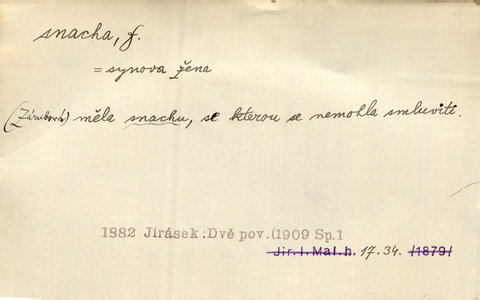 snacha, f.
= synova žena
(Zárubová) měla snachu, se kterou se nemohla smluviti.
1882 Jirásek:Dvě pov.(1909 Sp.1
Jir. I. Mal. h. 17.34. /1879/